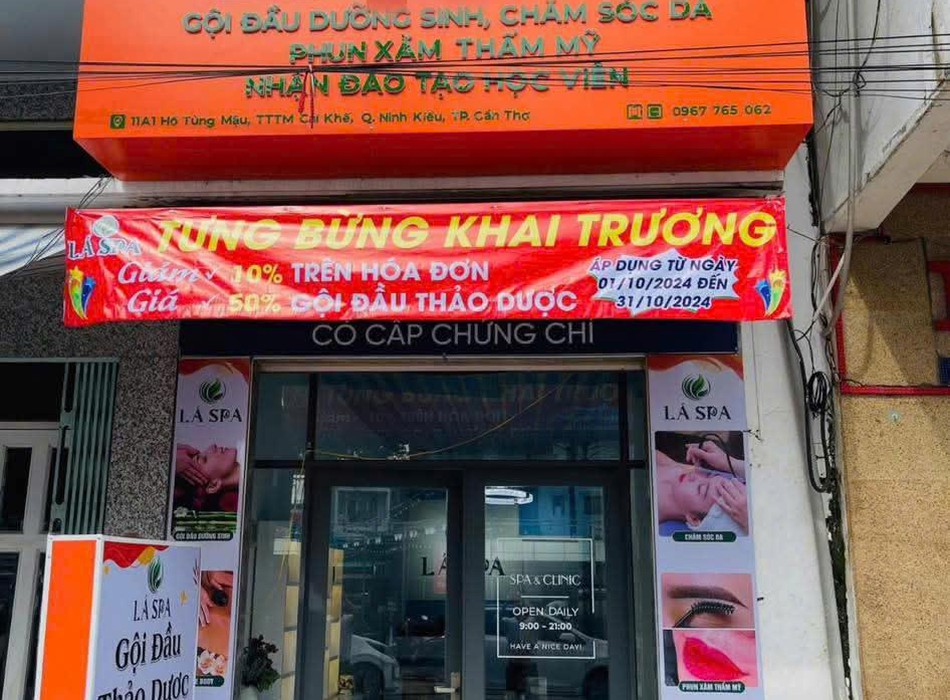 GỘI ĐẦU DƯỠNG SINH, CHĂM SÓC DA
PHUN XĂM THẨM MỸ
NHẬN ĐÀO TẠO HỌC VIÊN
11A1 Hồ Tùng Mậu, TTTM Cái Khế, Q. Ninh Kiều, TP. Cần Thơ
0967 765 062
LÁ SPA
TƯNG BỪNG KHAI TRƯƠNG
Giảm ✓ 10% TRÊN HÓA ĐƠN
Giá ✓ 50% GỘI ĐẦU THẢO DƯỢC
ÁP DỤNG TỪ NGÀY
01/10/2024 ĐẾN
31/10/2024
CÓ CẤP CHỨNG CHỈ
LÁ SPA
GỘI ĐẦU DƯỠNG SINH
BODY
LÁ SPA
CHĂM SÓC DA
PHUN XĂM THẨM MỸ
LÁ SPA
SPA & CLINIC
OPEN DAILY
9:00 - 21:00
HAVE A NICE DAY!
LÁ SPA
Gội Đầu
Thảo Dược